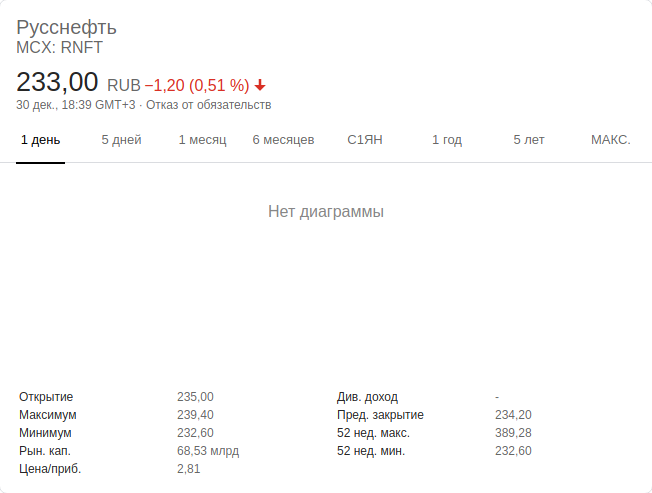 Русснефть
MCX: RNFT
233,00 RUB −1,20 (0,51 %)
30 дек., 18:39 GMT+3 · Отказ от обязательств
1 день 5 дней 1 месяц 6 месяцев С1ЯН 1 год 5 лет МАКС.
Нет диаграммы
Открытие 235,00 Див. доход -
Максимум 239,40 Пред. закрытие 234,20
Минимум 232,60 52 нед. макс. 389,28
Рын. кап. 68,53 млрд 52 нед. мин. 232,60
Цена/приб. 2,81